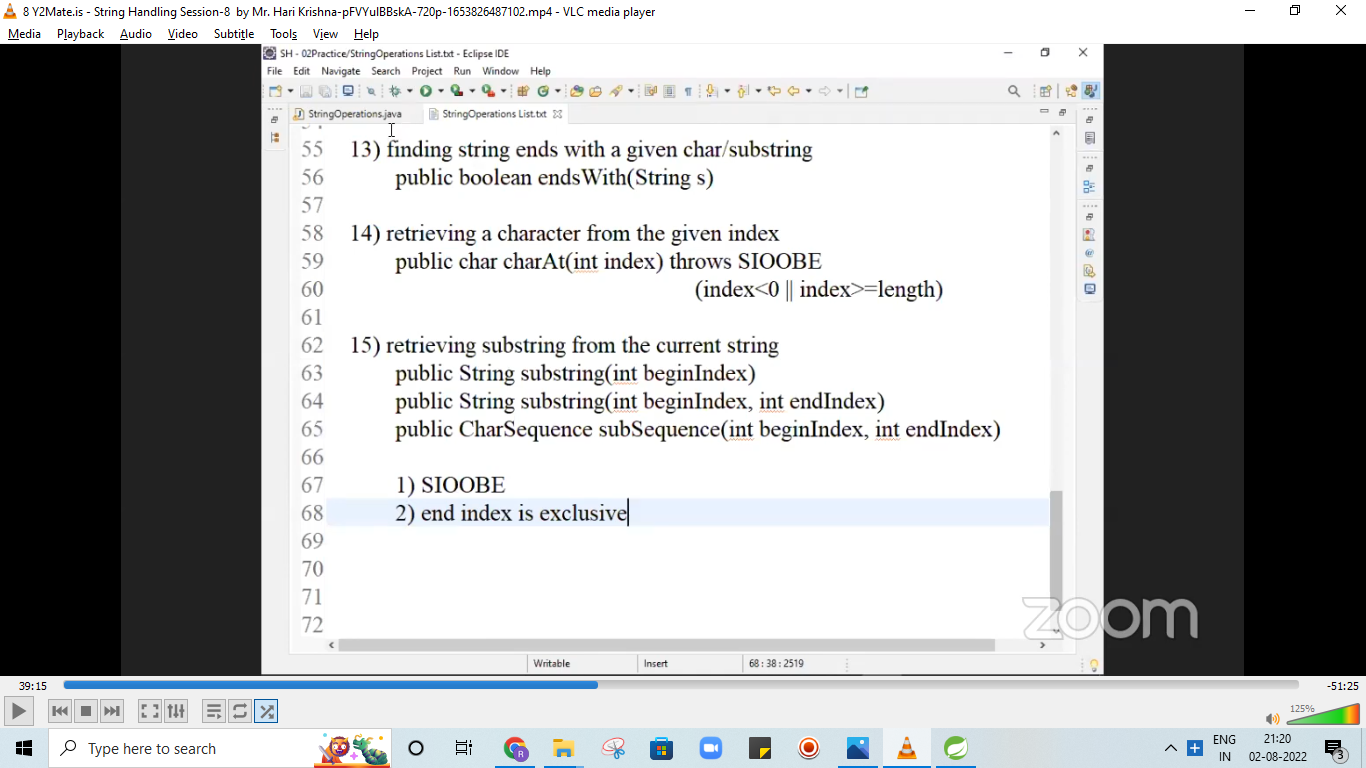 8 Y2Mate.is - String Handling Session-8 by Mr. Hari Krishna-pFVYulBBskA-720p-1653826487102.mp4 - VLC media player
Media Playback Audio Video Subtitle Tools View Help
SH - 02Practice/StringOperations List.txt - Eclipse IDE
File Edit Navigate Search Project Run Window Help
StringOperations.java StringOperations List.txt
55 13) finding string ends with a given char/substring
56 public boolean endsWith(String s)
57
58 14) retrieving a character from the given index
59 public char charAt(int index) throws SIOOBE
60 (index<0 || index>=length)
61
62 15) retrieving substring from the current string
63 public String substring(int beginIndex)
64 public String substring(int beginIndex, int endIndex)
65 public CharSequence subSequence(int beginIndex, int endIndex)
66
67 1) SIOOBE
68 2) end index is exclusive
69
70
71
72
zoom
Writable Insert 68 : 38 : 2519
39:15 -51:25
125%
Type here to search
R
ENG 21:20
IN 02-08-2022
3